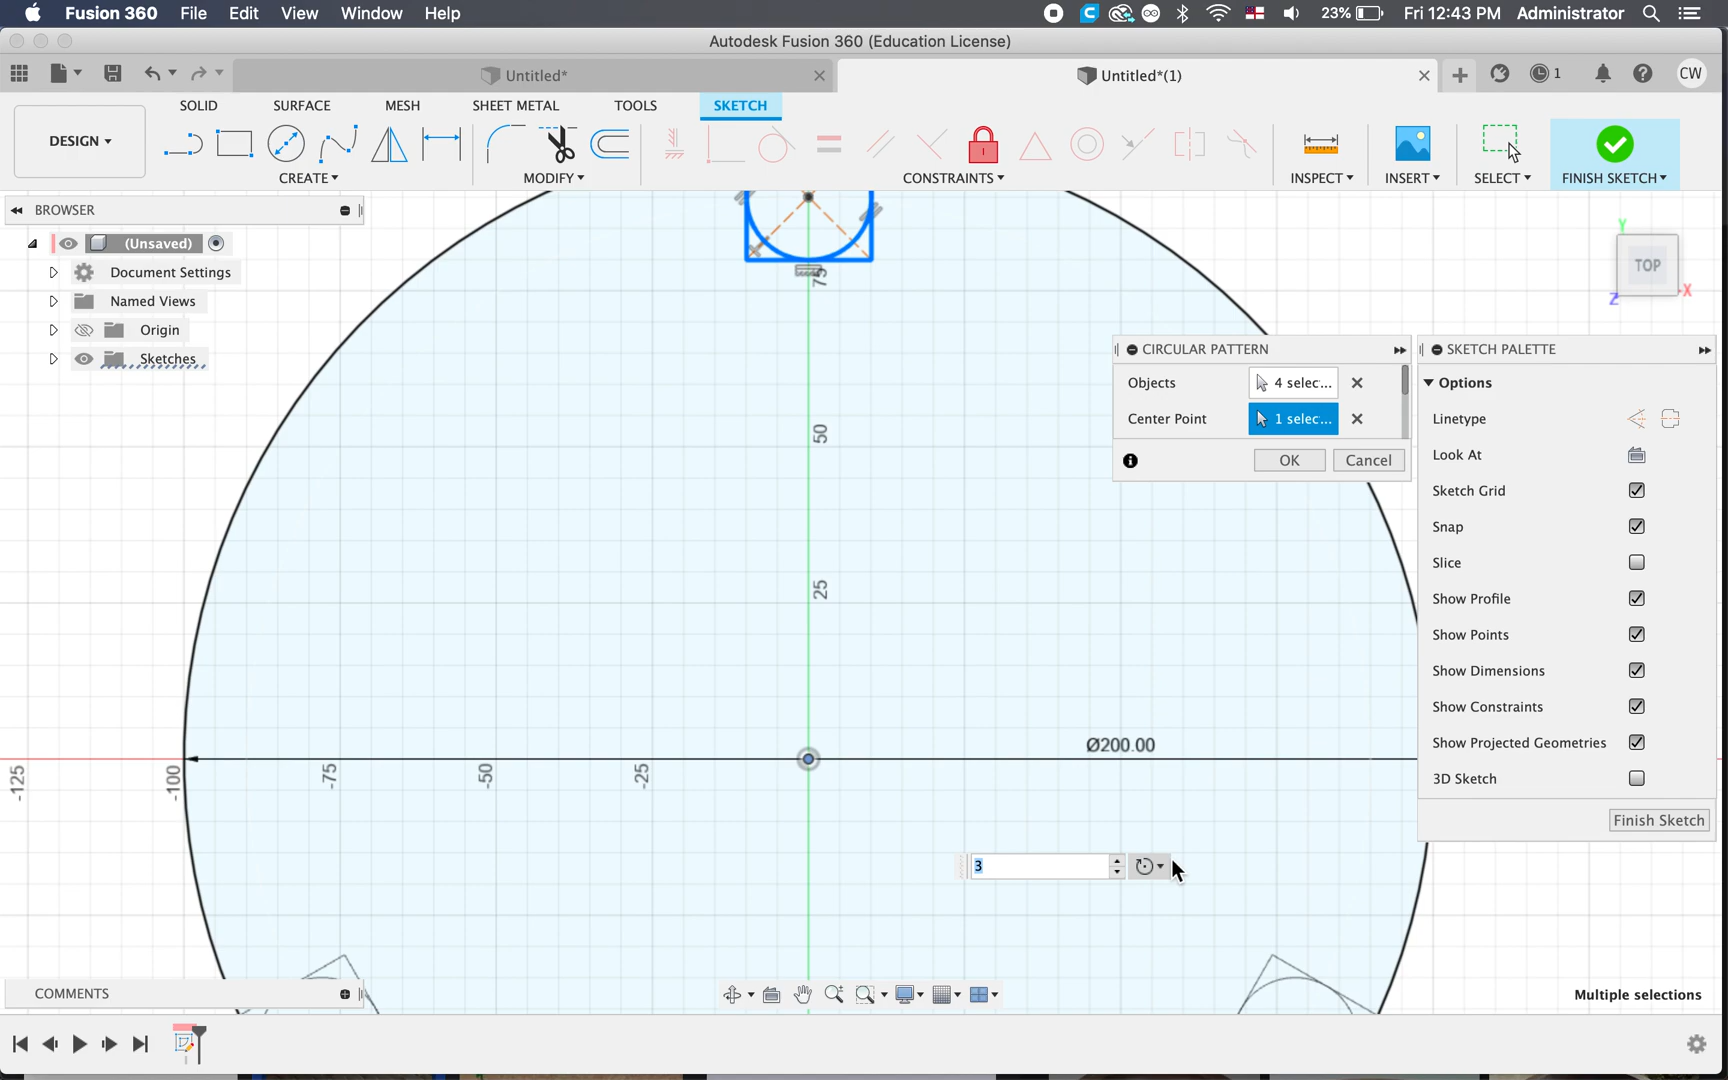 Fusion 360 File Edit View Window Help 23% Fri 12:43 PM Administrator
Autodesk Fusion 360 (Education License)
Untitled* Untitled*(1) 1 CW
SOLID SURFACE MESH SHEET METAL TOOLS SKETCH
DESIGN
CREATE MODIFY CONSTRAINTS INSPECT INSERT SELECT FINISH SKETCH
BROWSER
(Unsaved)
Document Settings
Named Views
Origin
Sketches
Y
TOP
X
Z
75
50
25
CIRCULAR PATTERN
Objects 4 selec...
Center Point 1 selec...
OK Cancel
SKETCH PALETTE
Options
Linetype
Look At
Sketch Grid
Snap
Slice
Show Profile
Show Points
Show Dimensions
Show Constraints
Show Projected Geometries
3D Sketch
Finish Sketch
Ø200.00
-125 -100 -75 -50 -25
3
COMMENTS
Multiple selections